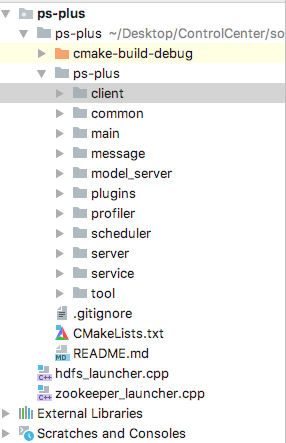 ps-plus
ps-plus ~/Desktop/ControlCenter/so
cmake-build-debug
ps-plus
client
common
main
message
model_server
plugins
profiler
scheduler
server
service
tool
.gitignore
CMakeLists.txt
README.md
hdfs_launcher.cpp
zookeeper_launcher.cpp
External Libraries
Scratches and Consoles